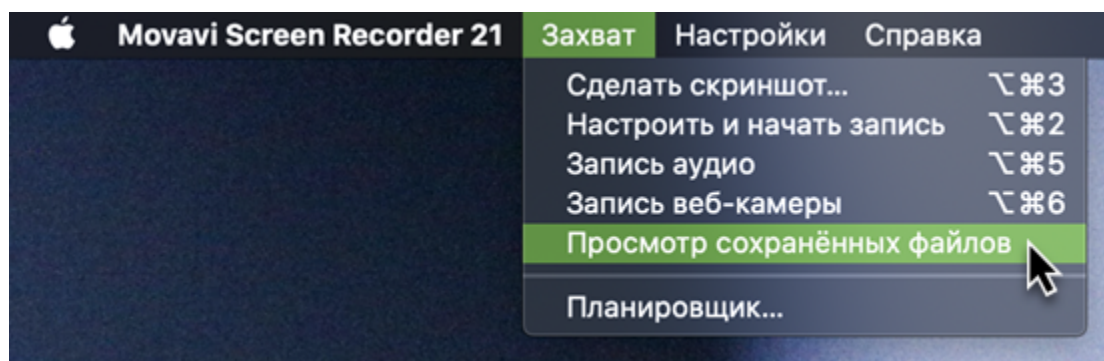 Movavi Screen Recorder 21 Захват Настройки Справка
Сделать скриншот... ⌥⌘3
Настроить и начать запись ⌥⌘2
Запись аудио ⌥⌘5
Запись веб-камеры ⌥⌘6
Просмотр сохранённых файлов
Планировщик...